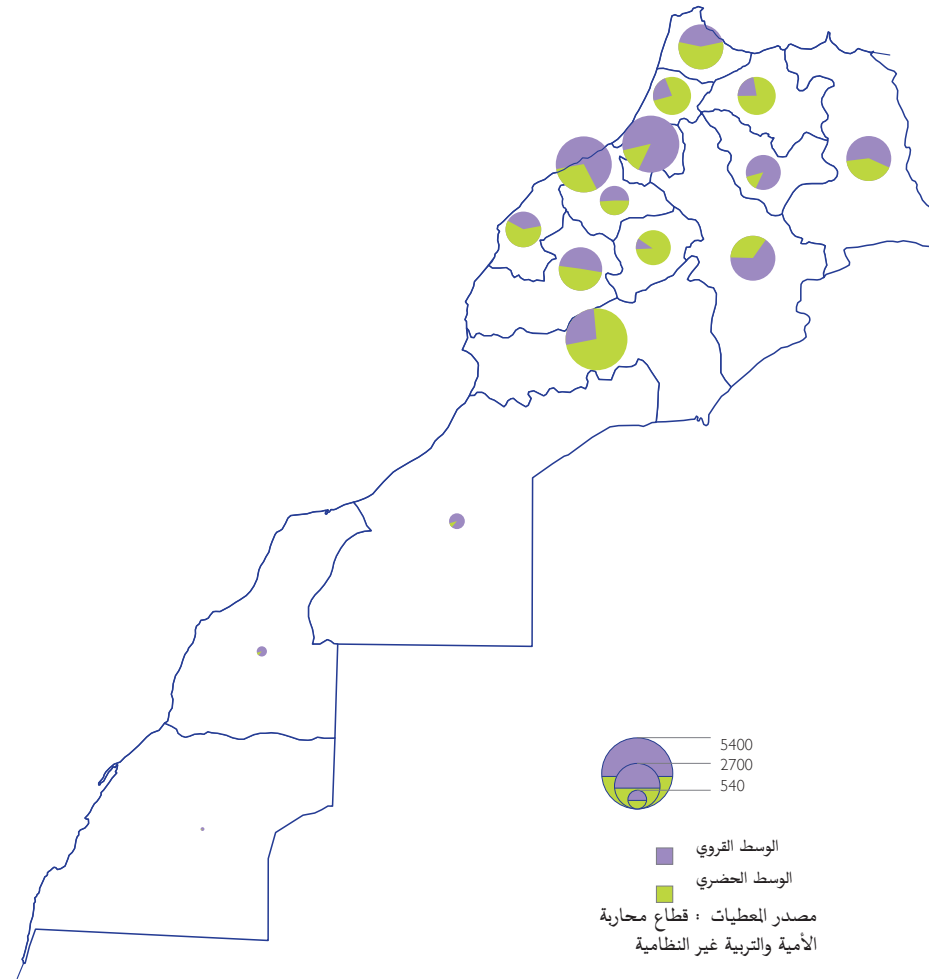 5400
2700
540
الوسط القروي
الوسط الحضري
مصدر المعطيات : قطاع محاربة
الأمية والتربية غير النظامية